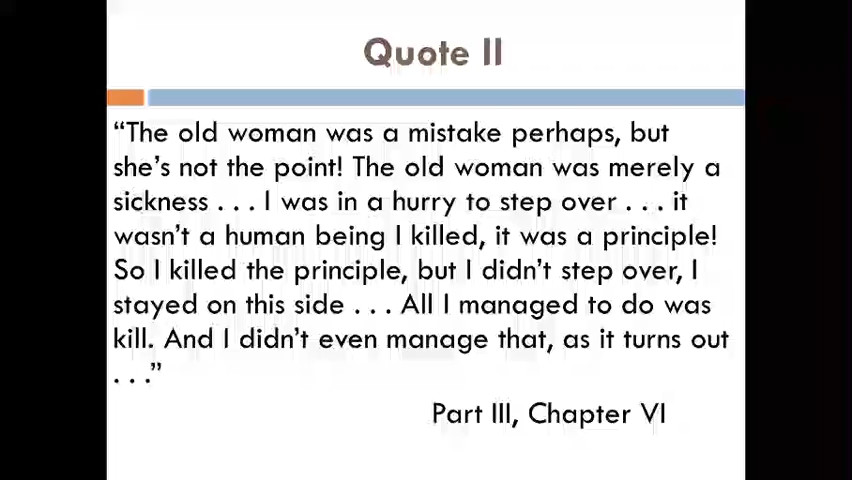 Quote II
“The old woman was a mistake perhaps, but
she’s not the point! The old woman was merely a
sickness . . . I was in a hurry to step over . . . it
wasn’t a human being I killed, it was a principle!
So I killed the principle, but I didn’t step over, I
stayed on this side . . . All I managed to do was
kill. And I didn’t even manage that, as it turns out
. . .”
Part III, Chapter VI